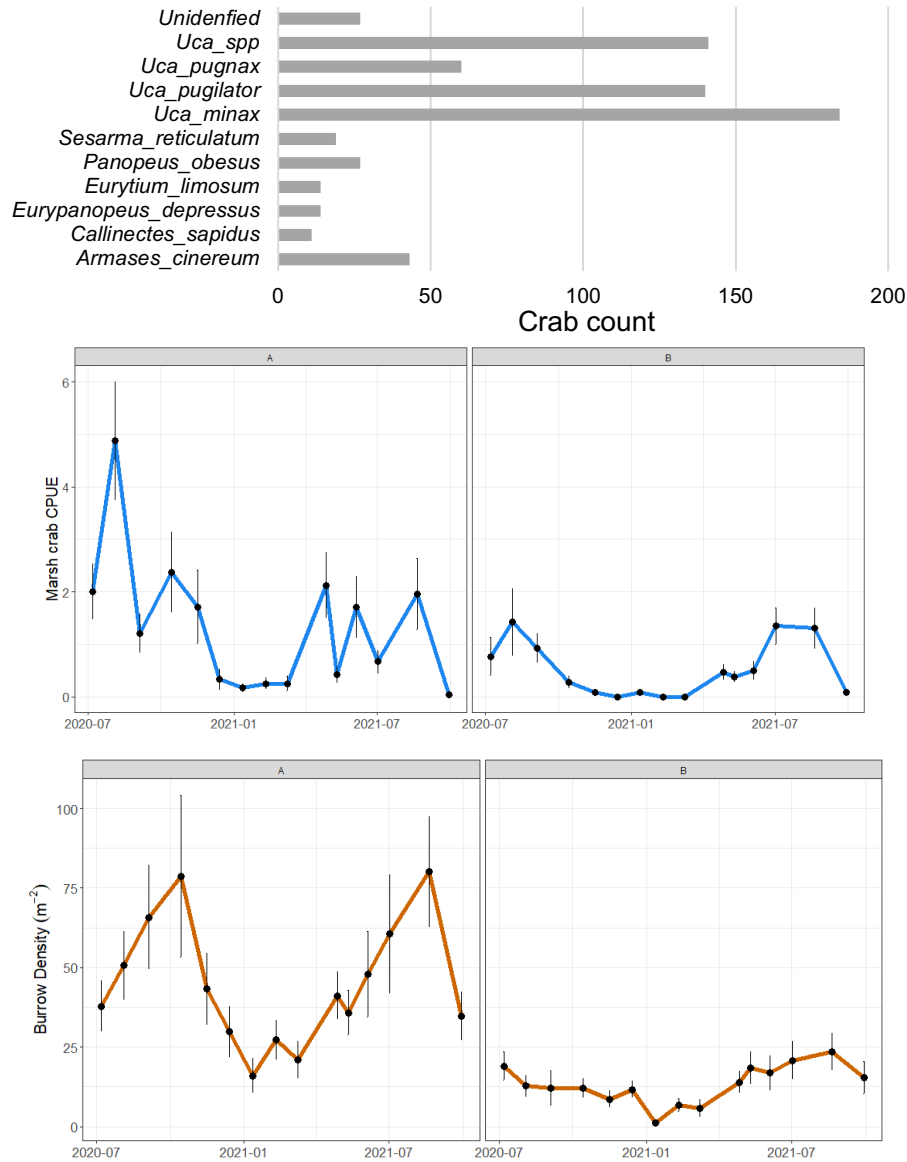 Unidenfied
Uca_spp
Uca_pugnax
Uca_pugilator
Uca_minax
Sesarma_reticulatum
Panopeus_obesus
Eurytium_limosum
Eurypanopeus_depressus
Callinectes_sapidus
Armases_cinereum
0 50 100 150 200
Crab count
A B
Marsh crab CPUE
6
4
2
0
2020-07 2021-01 2021-07 2020-07 2021-01 2021-07
A B
Burrow Density (m⁻²)
100
75
50
25
0
2020-07 2021-01 2021-07 2020-07 2021-01 2021-07